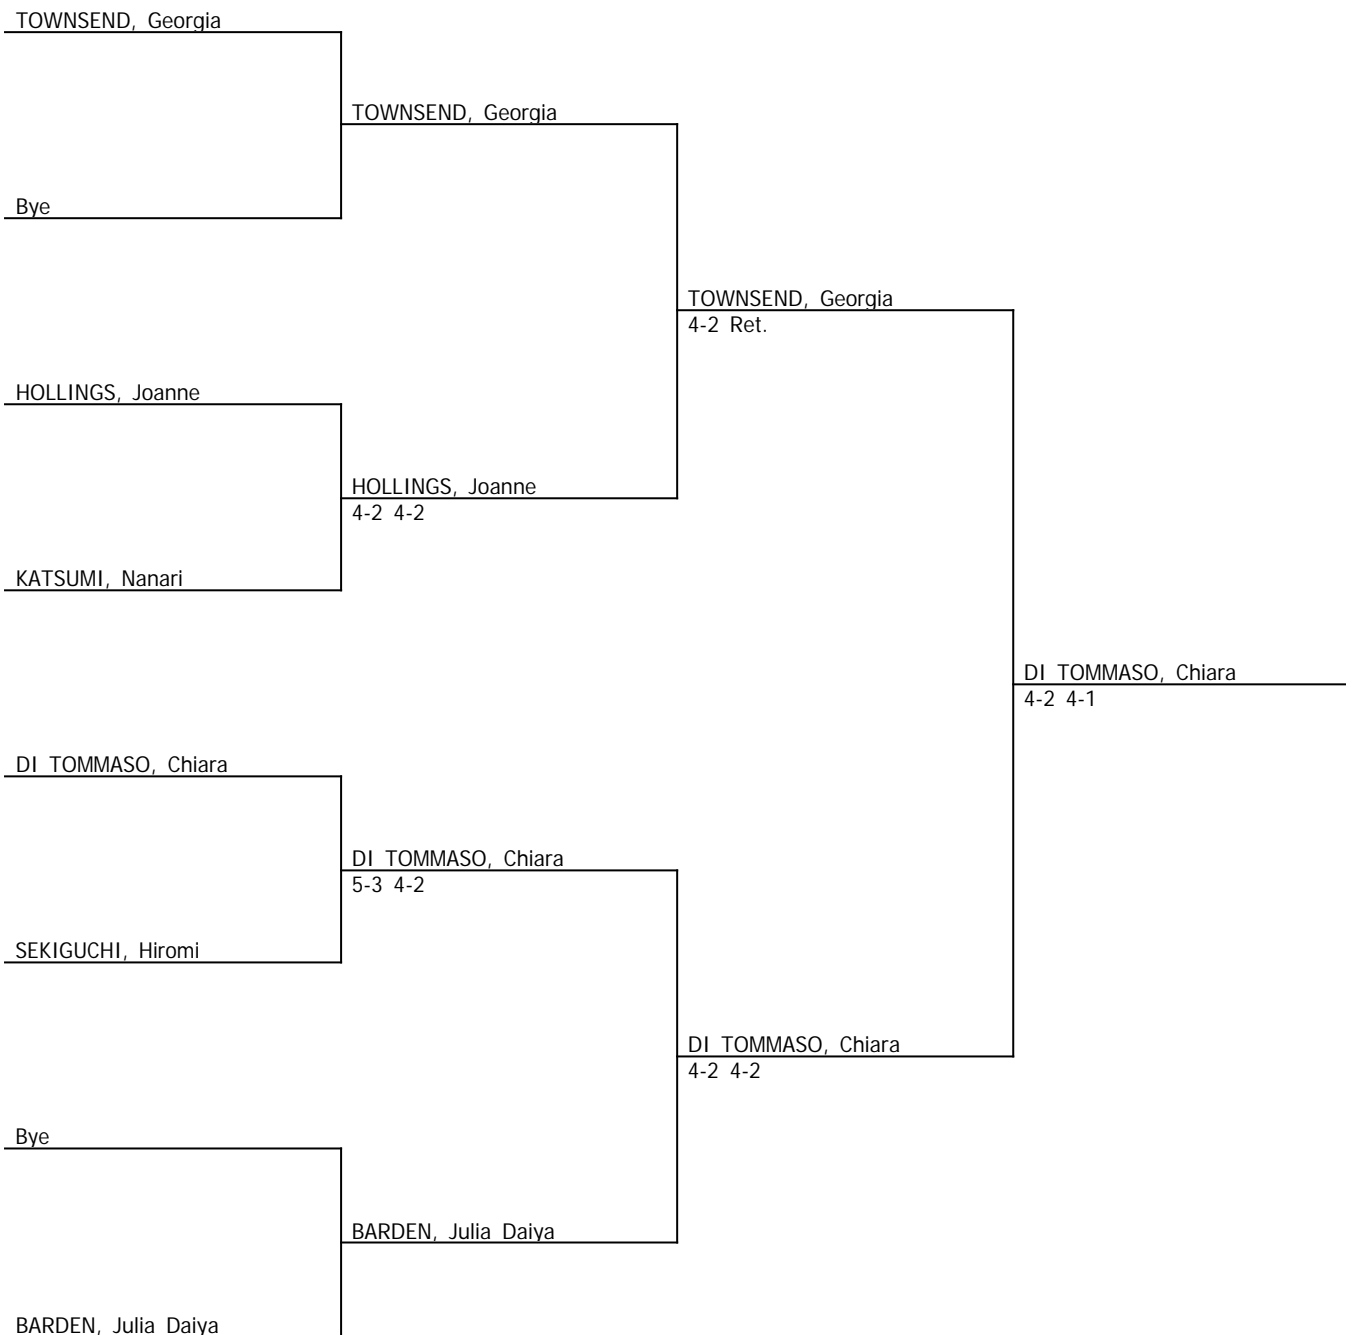 TOWNSEND, Georgia
TOWNSEND, Georgia
Bye
TOWNSEND, Georgia
4-2 Ret.
HOLLINGS, Joanne
HOLLINGS, Joanne
4-2 4-2
KATSUMI, Nanari
DI TOMMASO, Chiara
4-2 4-1
DI TOMMASO, Chiara
DI TOMMASO, Chiara
5-3 4-2
SEKIGUCHI, Hiromi
DI TOMMASO, Chiara
4-2 4-2
Bye
BARDEN, Julia Daiya
BARDEN, Julia Daiya